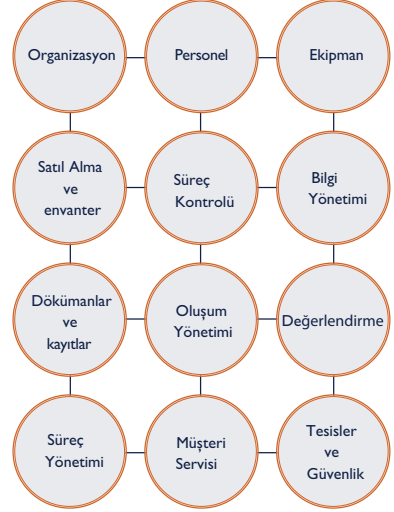 Organizasyon
Personel
Ekipman
Satıl Alma
ve
envanter
Süreç
Kontrolü
Bilgi
Yönetimi
Dökümanlar
ve
kayıtlar
Oluşum
Yönetimi
Değerlendirme
Süreç
Yönetimi
Müşteri
Servisi
Tesisler
ve
Güvenlik